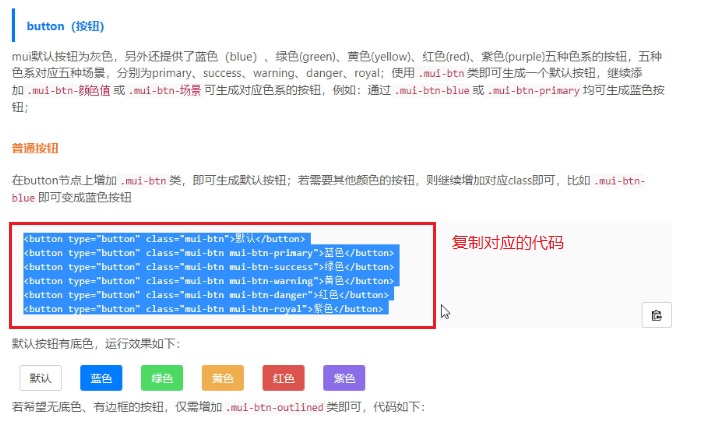 button（按钮）
mui默认按钮为灰色，另外还提供了蓝色（blue）、绿色(green)、黄色(yellow)、红色(red)、紫色(purple)五种色系的按钮，五种
色系对应五种场景，分别为primary、success、warning、danger、royal；使用 .mui-btn 类即可生成一个默认按钮，继续添
加 .mui-btn-颜色值 或 .mui-btn-场景 可生成对应色系的按钮，例如：通过 .mui-btn-blue 或 .mui-btn-primary 均可生成蓝色按
钮；
普通按钮
在button节点上增加 .mui-btn 类，即可生成默认按钮；若需要其他颜色的按钮，则继续增加对应class即可，比如 .mui-btn-
blue 即可变成蓝色按钮
<button type="button" class="mui-btn">默认</button>
<button type="button" class="mui-btn mui-btn-primary">蓝色</button>
<button type="button" class="mui-btn mui-btn-success">绿色</button>
<button type="button" class="mui-btn mui-btn-warning">黄色</button>
<button type="button" class="mui-btn mui-btn-danger">红色</button>
<button type="button" class="mui-btn mui-btn-royal">紫色</button>
复制对应的代码
默认按钮有底色，运行效果如下：
默认 蓝色 绿色 黄色 红色 紫色
若希望无底色、有边框的按钮，仅需增加 .mui-btn-outlined 类即可，代码如下：